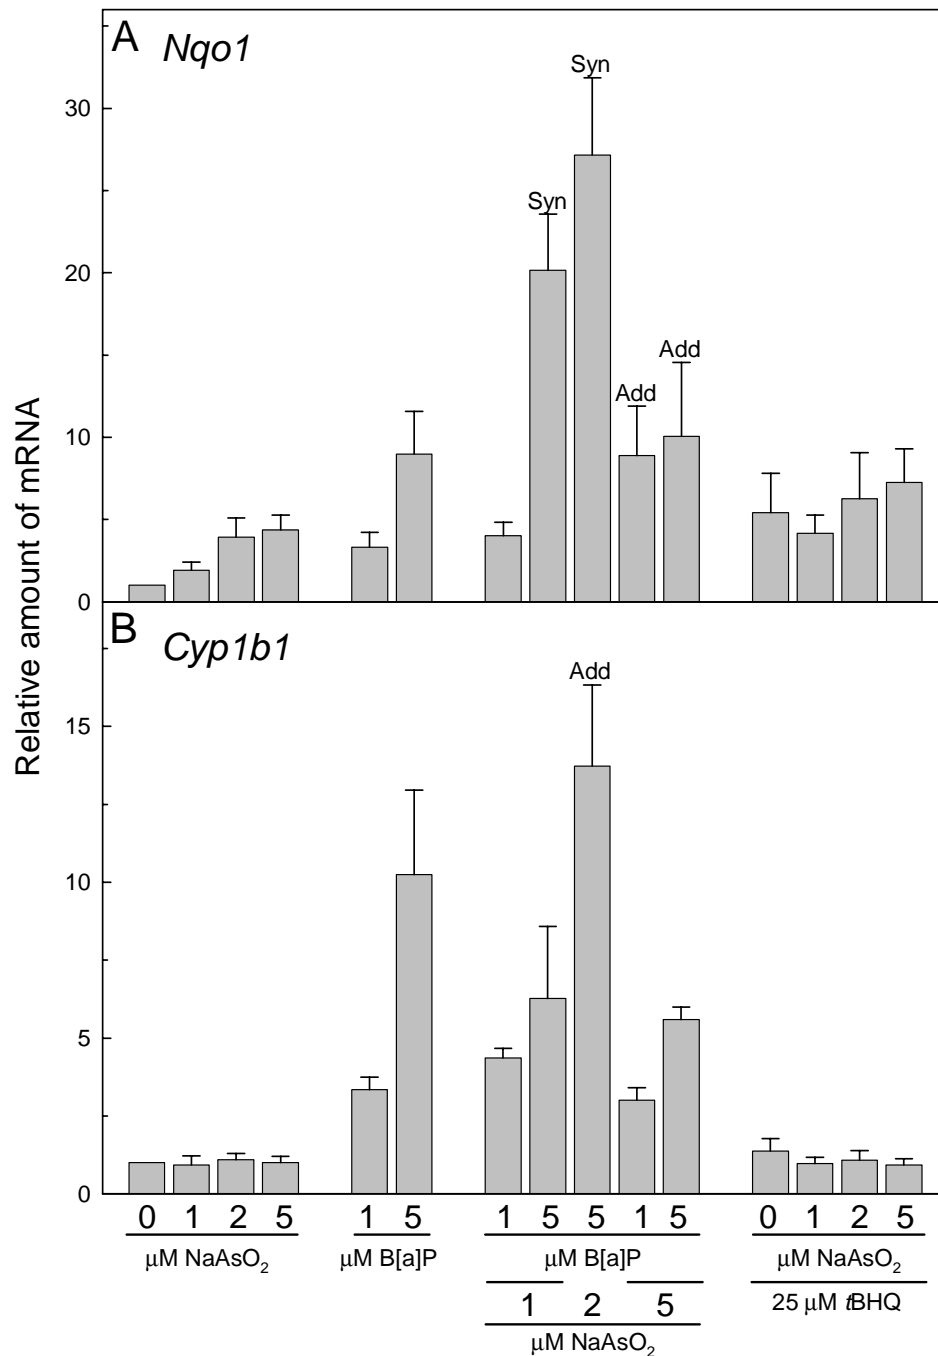 A Nqo1
Syn
Syn
30
20
Add
Add
10
0
Relative amount of mRNA
B Cyp1b1
Add
15
10
5
0
0 1 2 5 1 5 1 5 5 1 5 0 1 2 5
μM NaAsO₂ μM B[a]P μM B[a]P μM NaAsO₂
1 2 5 25 μM tBHQ
μM NaAsO₂